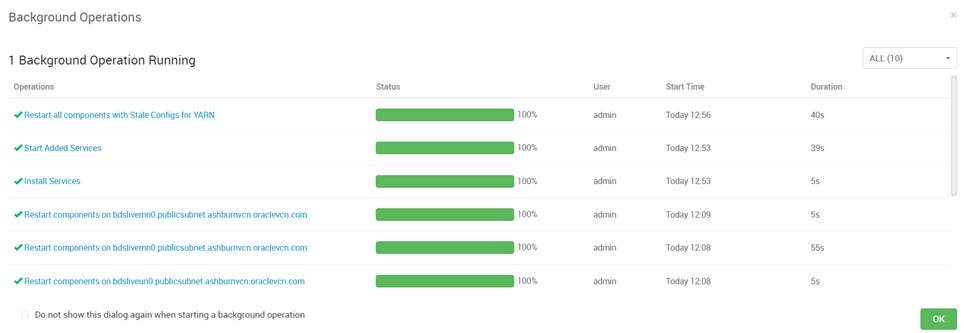 Background Operations ×
1 Background Operation Running ALL (10)
Operations Status User Start Time Duration
Restart all components with Stale Configs for YARN 100% admin Today 12:56 40s
Start Added Services 100% admin Today 12:53 39s
Install Services 100% admin Today 12:53 5s
Restart components on bdslivemn0.publicsubnet.ashburnvcn.oraclevcn.com 100% admin Today 12:09 5s
Restart components on bdslivemn0.publicsubnet.ashburnvcn.oraclevcn.com 100% admin Today 12:08 55s
Restart components on bdsliveun0.publicsubnet.ashburnvcn.oraclevcn.com 100% admin Today 12:08 5s
Do not show this dialog again when starting a background operation OK